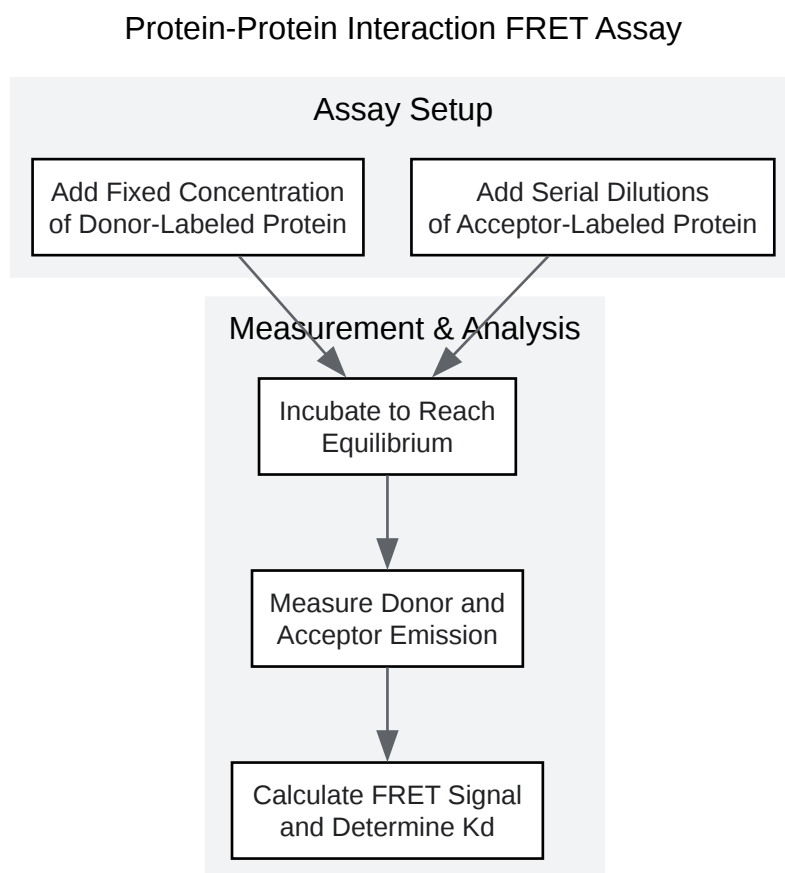 Protein-Protein Interaction FRET Assay
Assay Setup
Add Fixed Concentration
of Donor-Labeled Protein
Add Serial Dilutions
of Acceptor-Labeled Protein
Measurement & Analysis
Incubate to Reach
Equilibrium
Measure Donor and
Acceptor Emission
Calculate FRET Signal
and Determine Kd